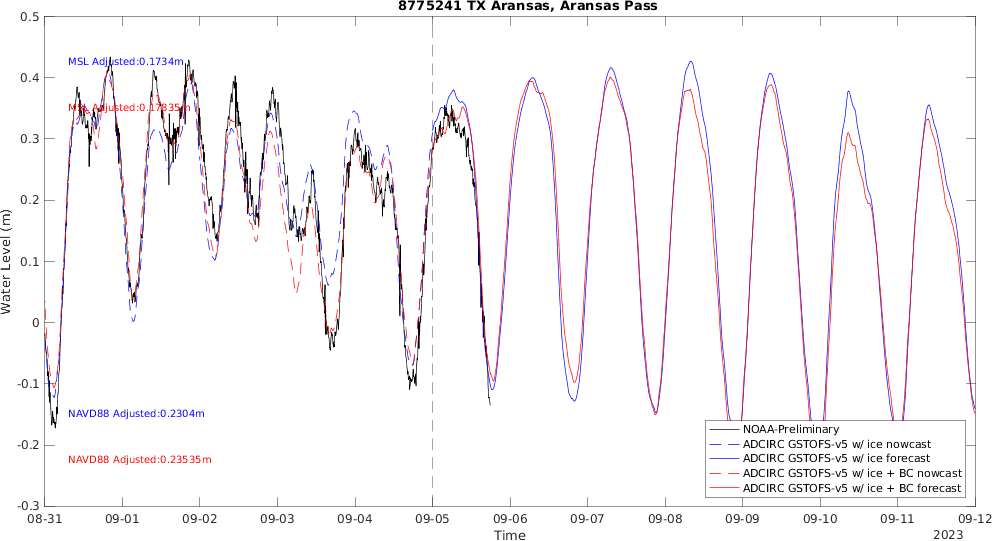 8775241 TX Aransas, Aransas Pass
0.5
0.4
0.3
0.2
0.1
0
-0.1
-0.2
-0.3
Water Level (m)
MSL Adjusted:0.1734m
MSL Adjusted:0.17835m
NAVD88 Adjusted:0.2304m
NAVD88 Adjusted:0.23535m
NOAA-Preliminary
ADCIRC GSTOFS-v5 w/ ice nowcast
ADCIRC GSTOFS-v5 w/ ice forecast
ADCIRC GSTOFS-v5 w/ ice + BC nowcast
ADCIRC GSTOFS-v5 w/ ice + BC forecast
08-31 09-01 09-02 09-03 09-04 09-05 09-06 09-07 09-08 09-09 09-10 09-11 09-12
Time
2023